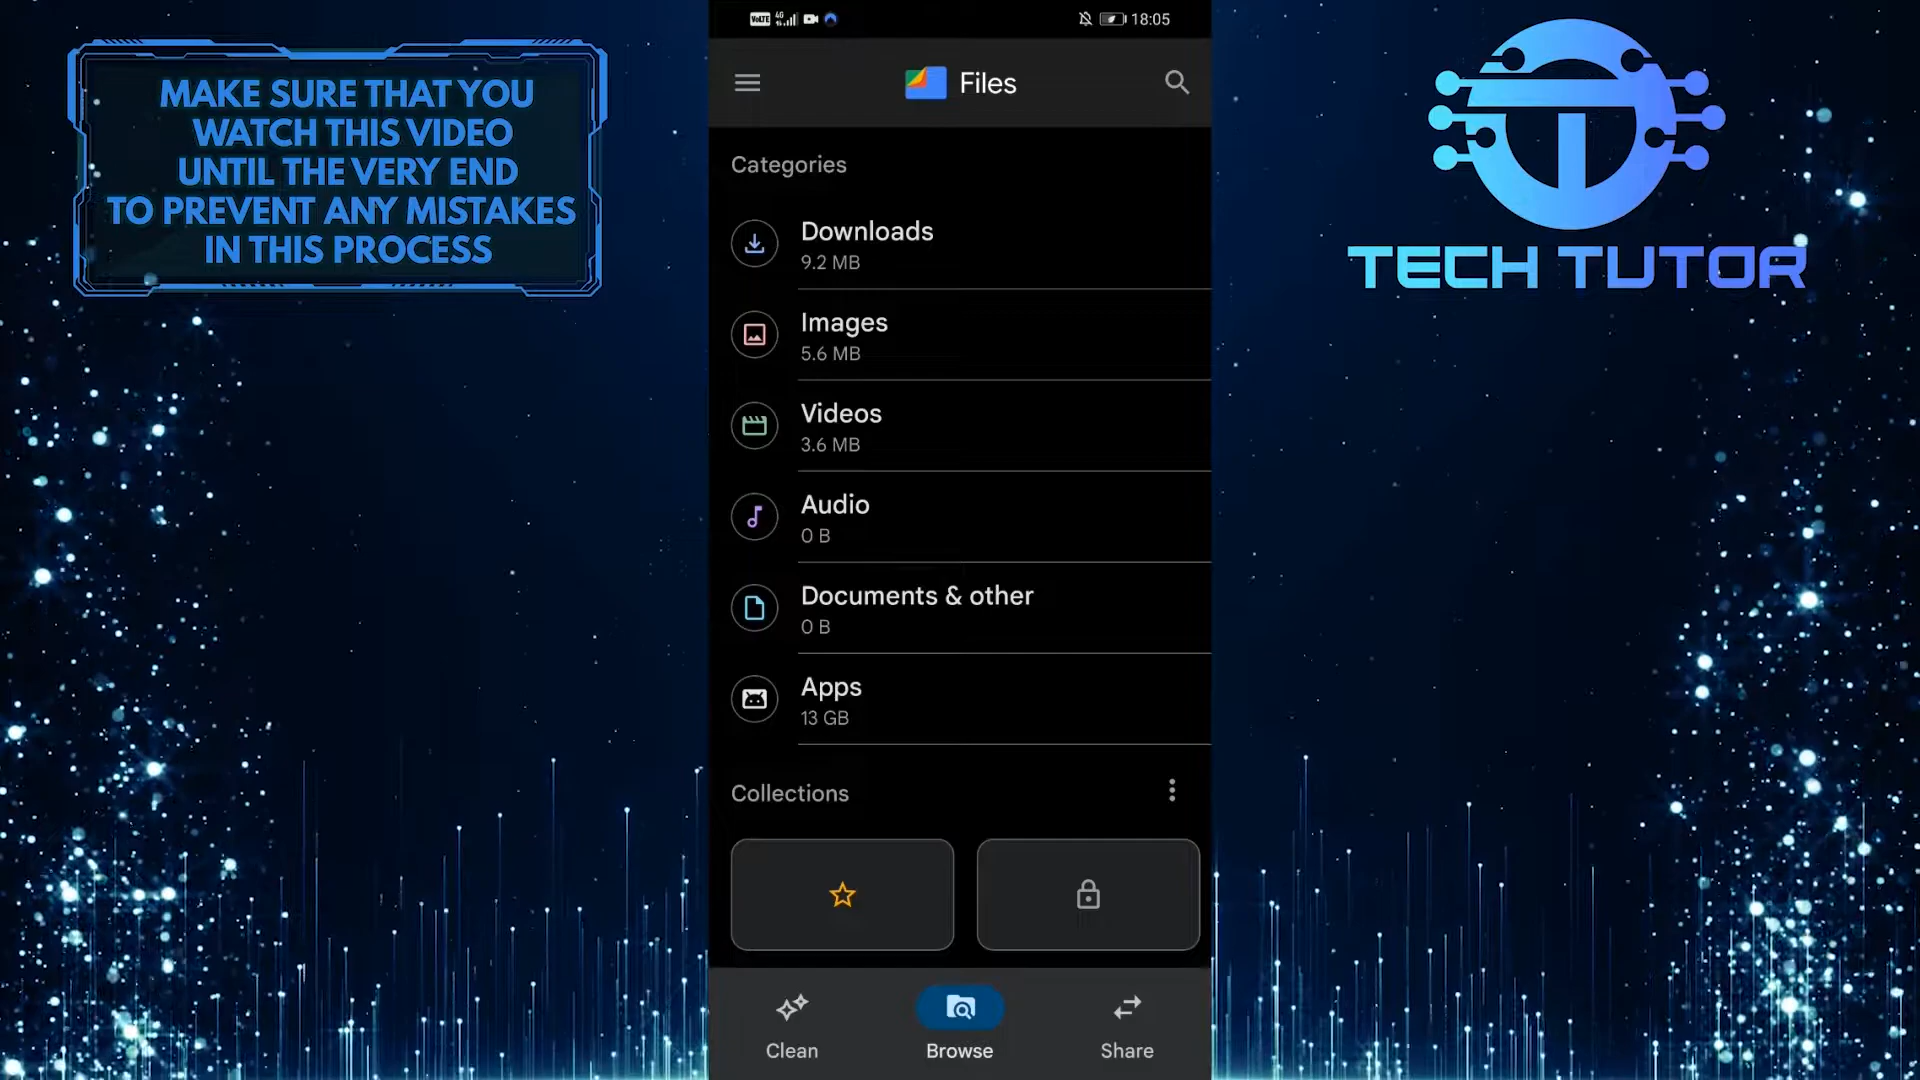 MAKE SURE THAT YOU
WATCH THIS VIDEO
UNTIL THE VERY END
TO PREVENT ANY MISTAKES
IN THIS PROCESS
VoLTE 4G
18:05
Files
Categories
Downloads
9.2 MB
Images
5.6 MB
Videos
3.6 MB
Audio
0 B
Documents & other
0 B
Apps
13 GB
Collections
Clean
Browse
Share
TECH TUTOR